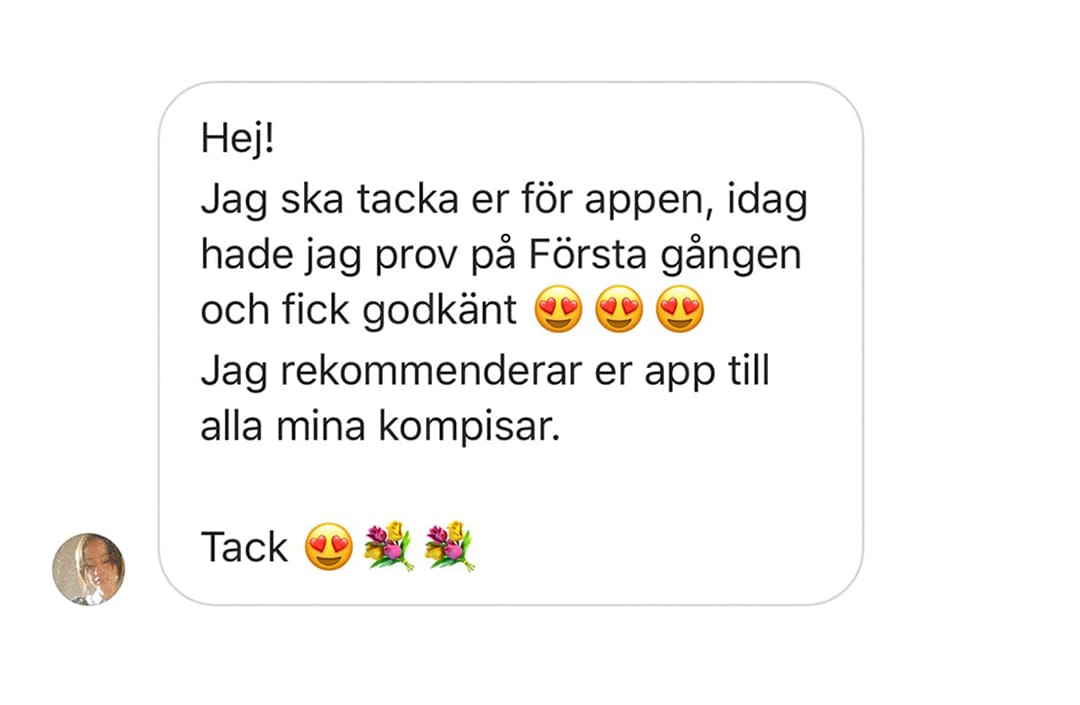 Hej!
Jag ska tacka er för appen, idag
hade jag prov på Första gången
och fick godkänt 😍 😍 😍
Jag rekommenderar er app till
alla mina kompisar.
Tack 😍 💐 💐